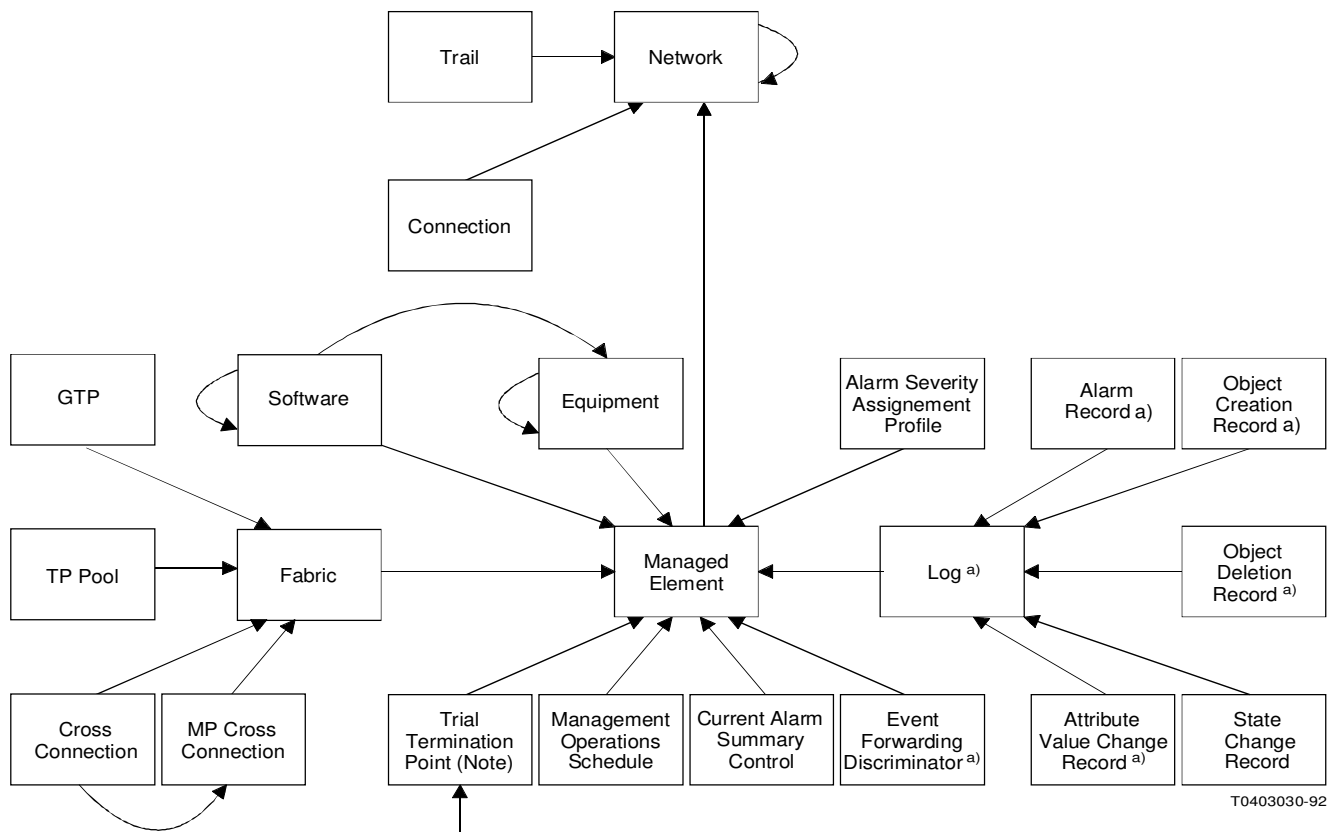 Trail
Network
Connection
GTP
Software
Equipment
Alarm Severity
Assignement
Profile
Alarm
Record a)
Object
Creation
Record a)
TP Pool
Fabric
Managed
Element
Log a)
Object
Deletion
Record a)
Cross
Connection
MP Cross
Connection
Trial
Termination
Point (Note)
Management
Operations
Schedule
Current Alarm
Summary
Control
Event
Forwarding
Discriminator a)
Attribute
Value Change
Record a)
State
Change
Record
T0403030-92